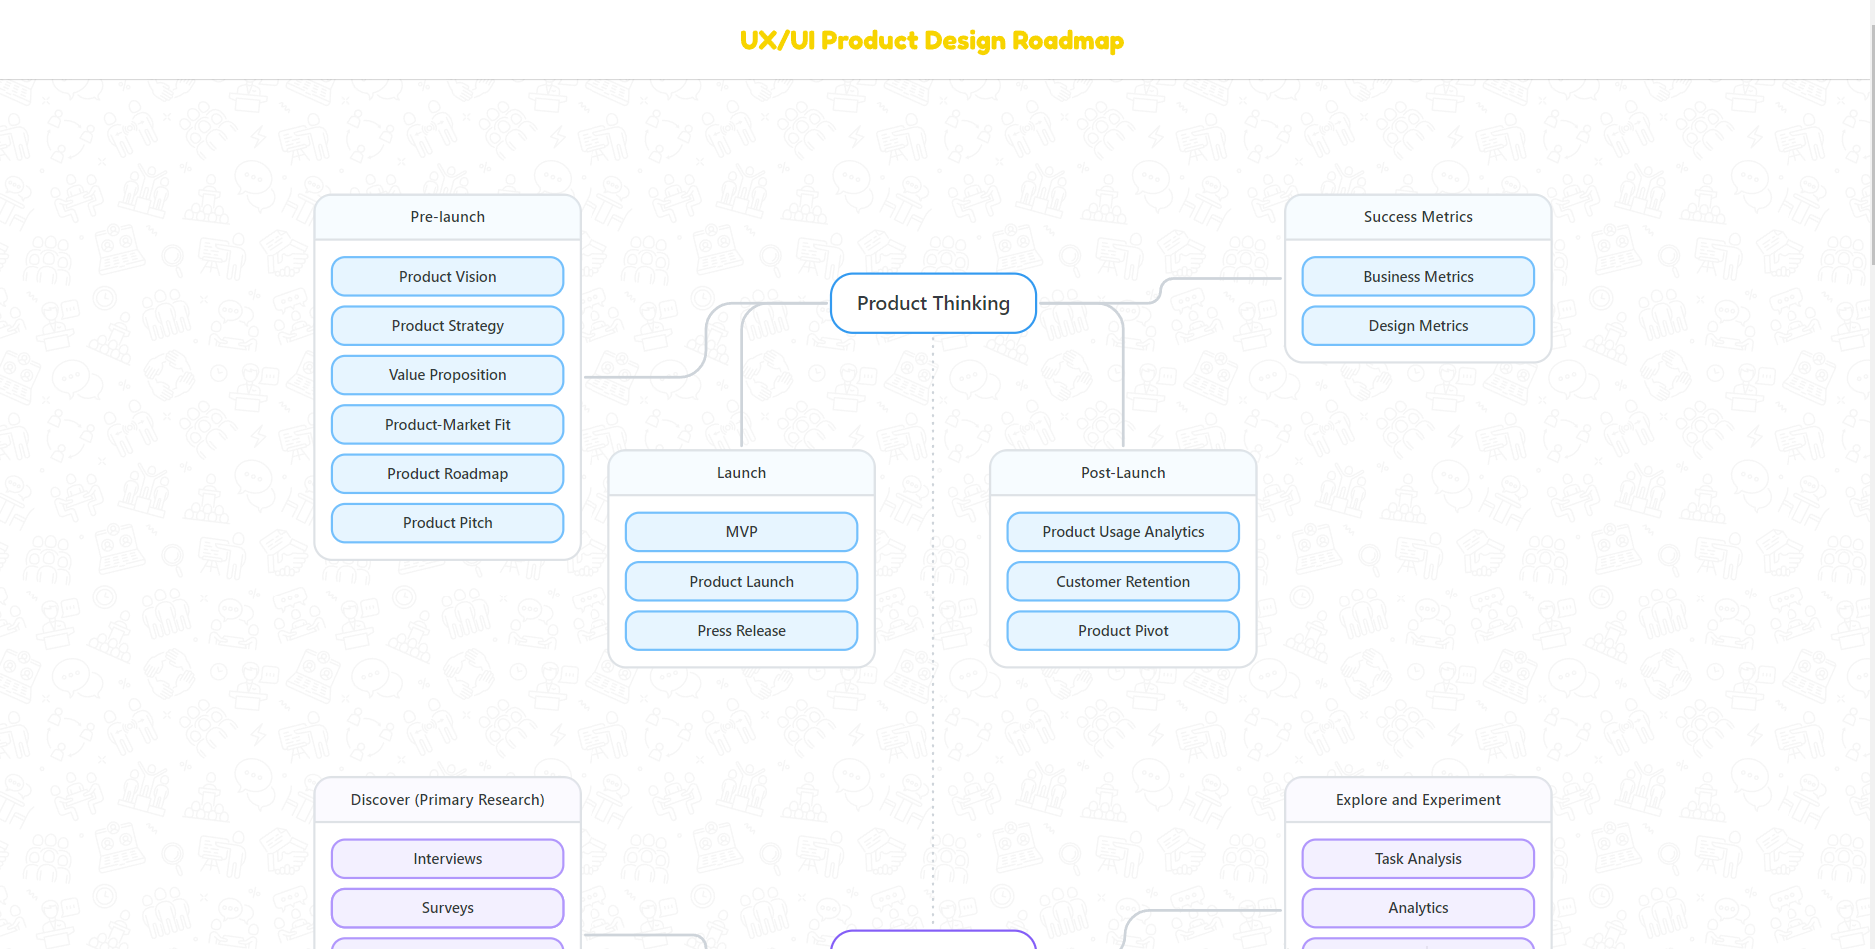 UX/UI Product Design Roadmap
Pre-launch
Product Vision
Product Strategy
Value Proposition
Product-Market Fit
Product Roadmap
Product Pitch
Product Thinking
Success Metrics
Business Metrics
Design Metrics
Launch
MVP
Product Launch
Press Release
Post-Launch
Product Usage Analytics
Customer Retention
Product Pivot
Discover (Primary Research)
Interviews
Surveys
Explore and Experiment
Task Analysis
Analytics